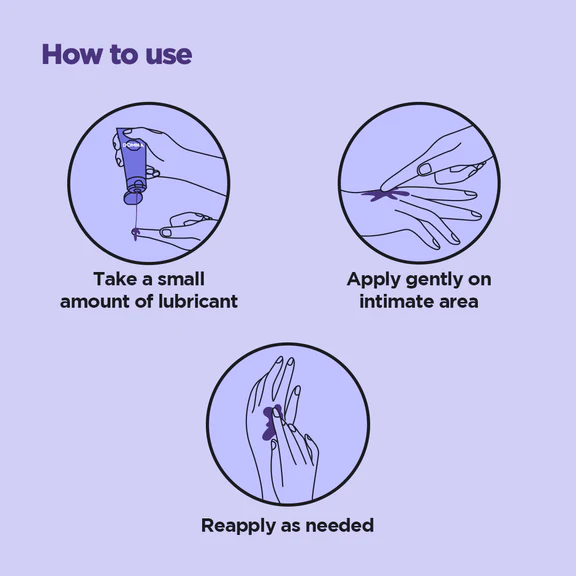 How to use
Take a small
amount of lubricant
Apply gently on
intimate area
Reapply as needed